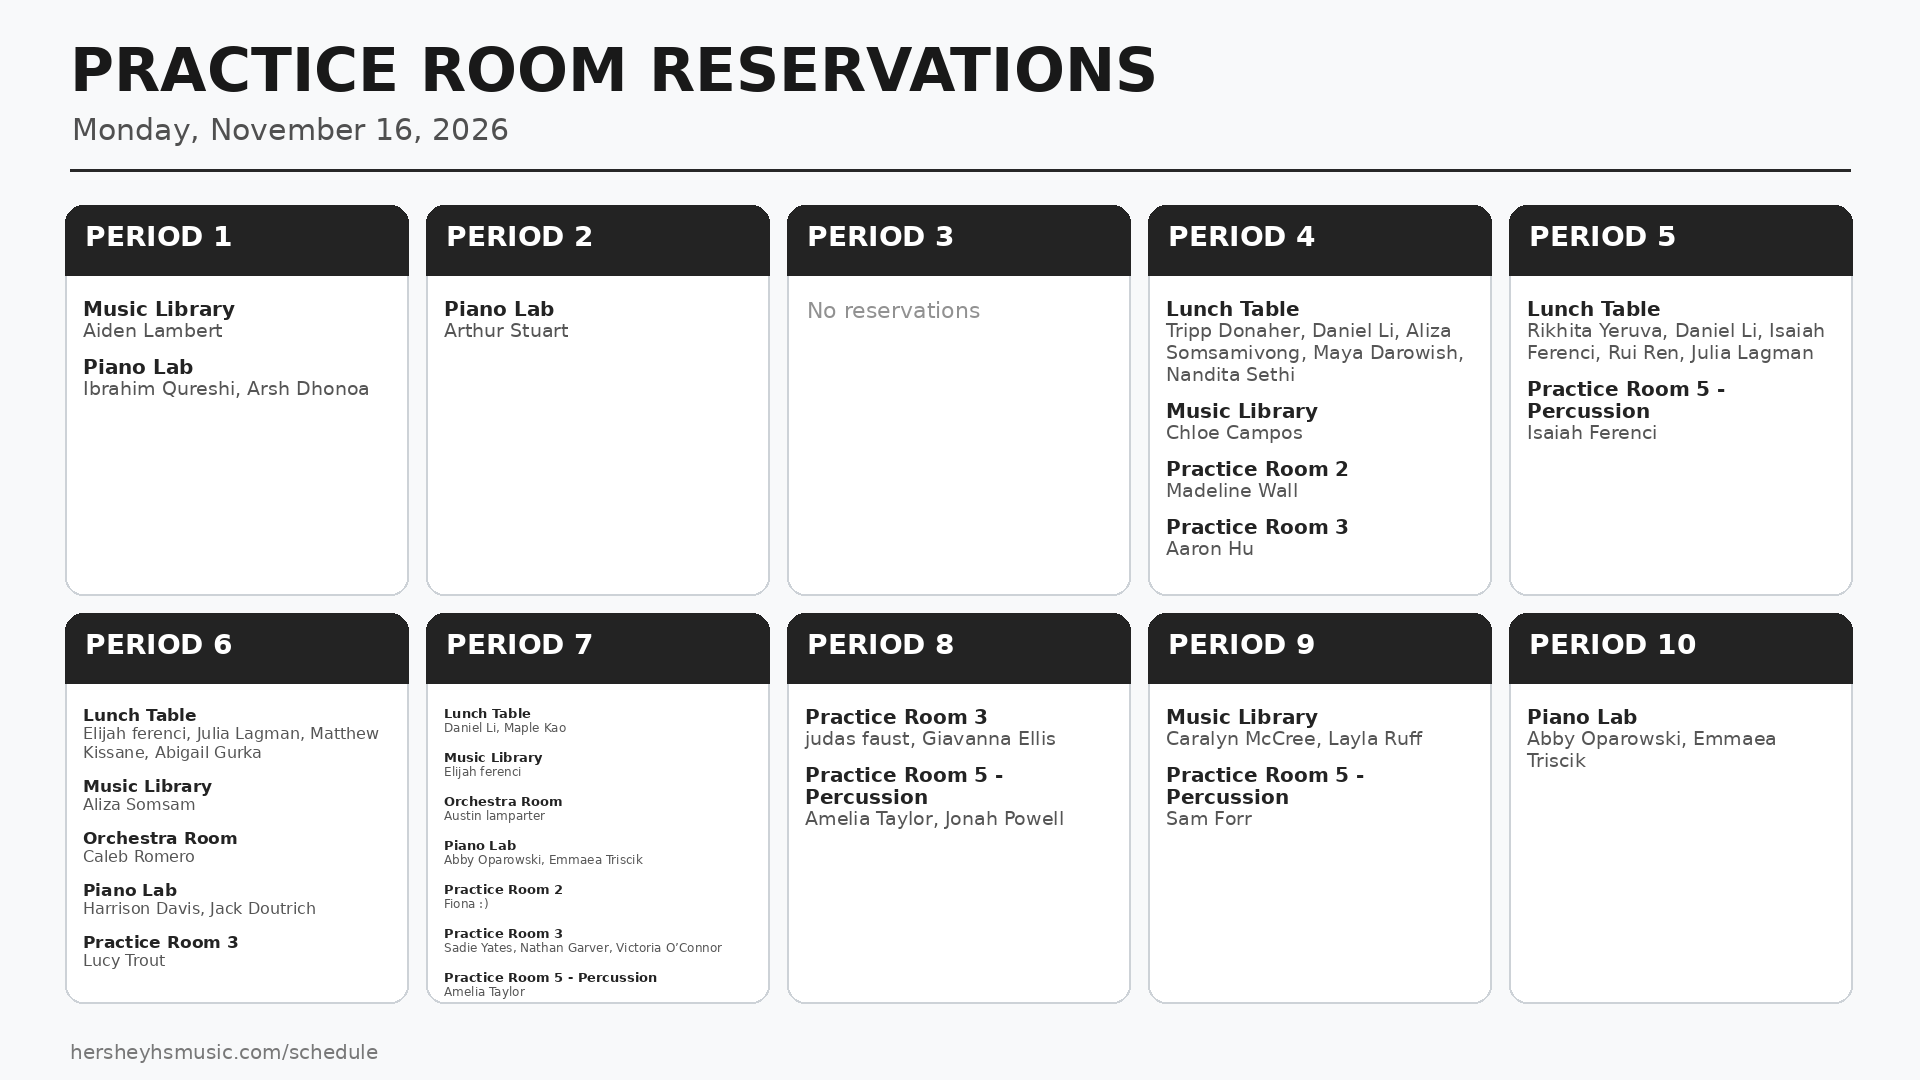 PRACTICE ROOM RESERVATIONS
Monday, November 16, 2026
PERIOD 1
Music Library
Aiden Lambert
Piano Lab
Ibrahim Qureshi, Arsh Dhonoa
PERIOD 2
Piano Lab
Arthur Stuart
PERIOD 3
No reservations
PERIOD 4
Lunch Table
Tripp Donaher, Daniel Li, Aliza
Somsamivong, Maya Darowish,
Nandita Sethi
Music Library
Chloe Campos
Practice Room 2
Madeline Wall
Practice Room 3
Aaron Hu
PERIOD 5
Lunch Table
Rikhita Yeruva, Daniel Li, Isaiah
Ferenci, Rui Ren, Julia Lagman
Practice Room 5 -
Percussion
Isaiah Ferenci
PERIOD 6
Lunch Table
Elijah ferenci, Julia Lagman, Matthew
Kissane, Abigail Gurka
Music Library
Aliza Somsam
Orchestra Room
Caleb Romero
Piano Lab
Harrison Davis, Jack Doutrich
Practice Room 3
Lucy Trout
PERIOD 7
Lunch Table
Daniel Li, Maple Kao
Music Library
Elijah ferenci
Orchestra Room
Austin lamparter
Piano Lab
Abby Oparowski, Emmaea Triscik
Practice Room 2
Fiona :)
Practice Room 3
Sadie Yates, Nathan Garver, Victoria O’Connor
Practice Room 5 - Percussion
Amelia Taylor
PERIOD 8
Practice Room 3
judas faust, Giavanna Ellis
Practice Room 5 -
Percussion
Amelia Taylor, Jonah Powell
PERIOD 9
Music Library
Caralyn McCree, Layla Ruff
Practice Room 5 -
Percussion
Sam Forr
PERIOD 10
Piano Lab
Abby Oparowski, Emmaea
Triscik
hersheyhsmusic.com/schedule